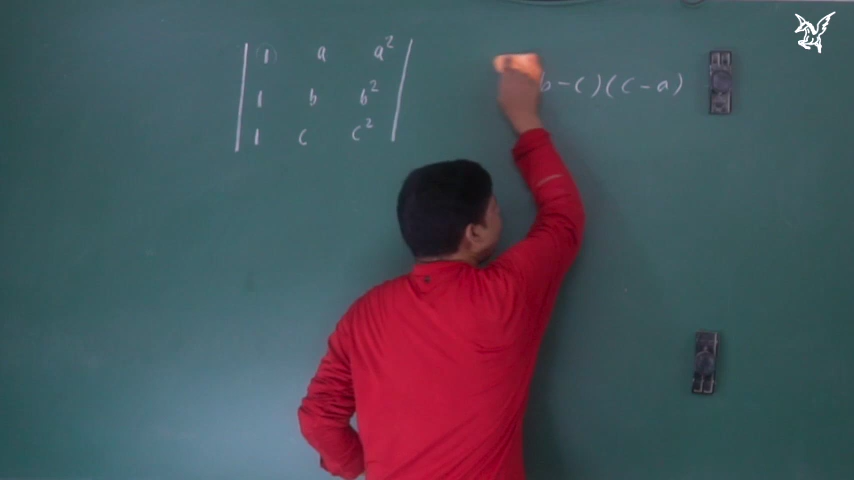 | 1 a a² |
| 1 b b² |
| 1 c c² |
b-c)(c-a)